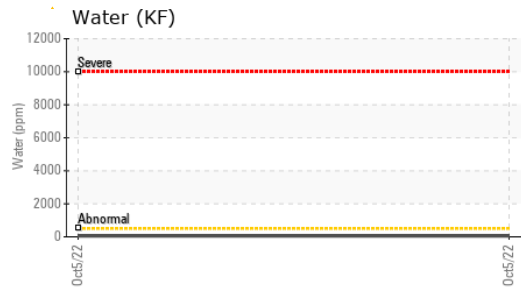 Water (KF)
12000
10000
8000
6000
4000
2000
0
Water (ppm)
Severe
Abnormal
Oct5/22
Oct5/22